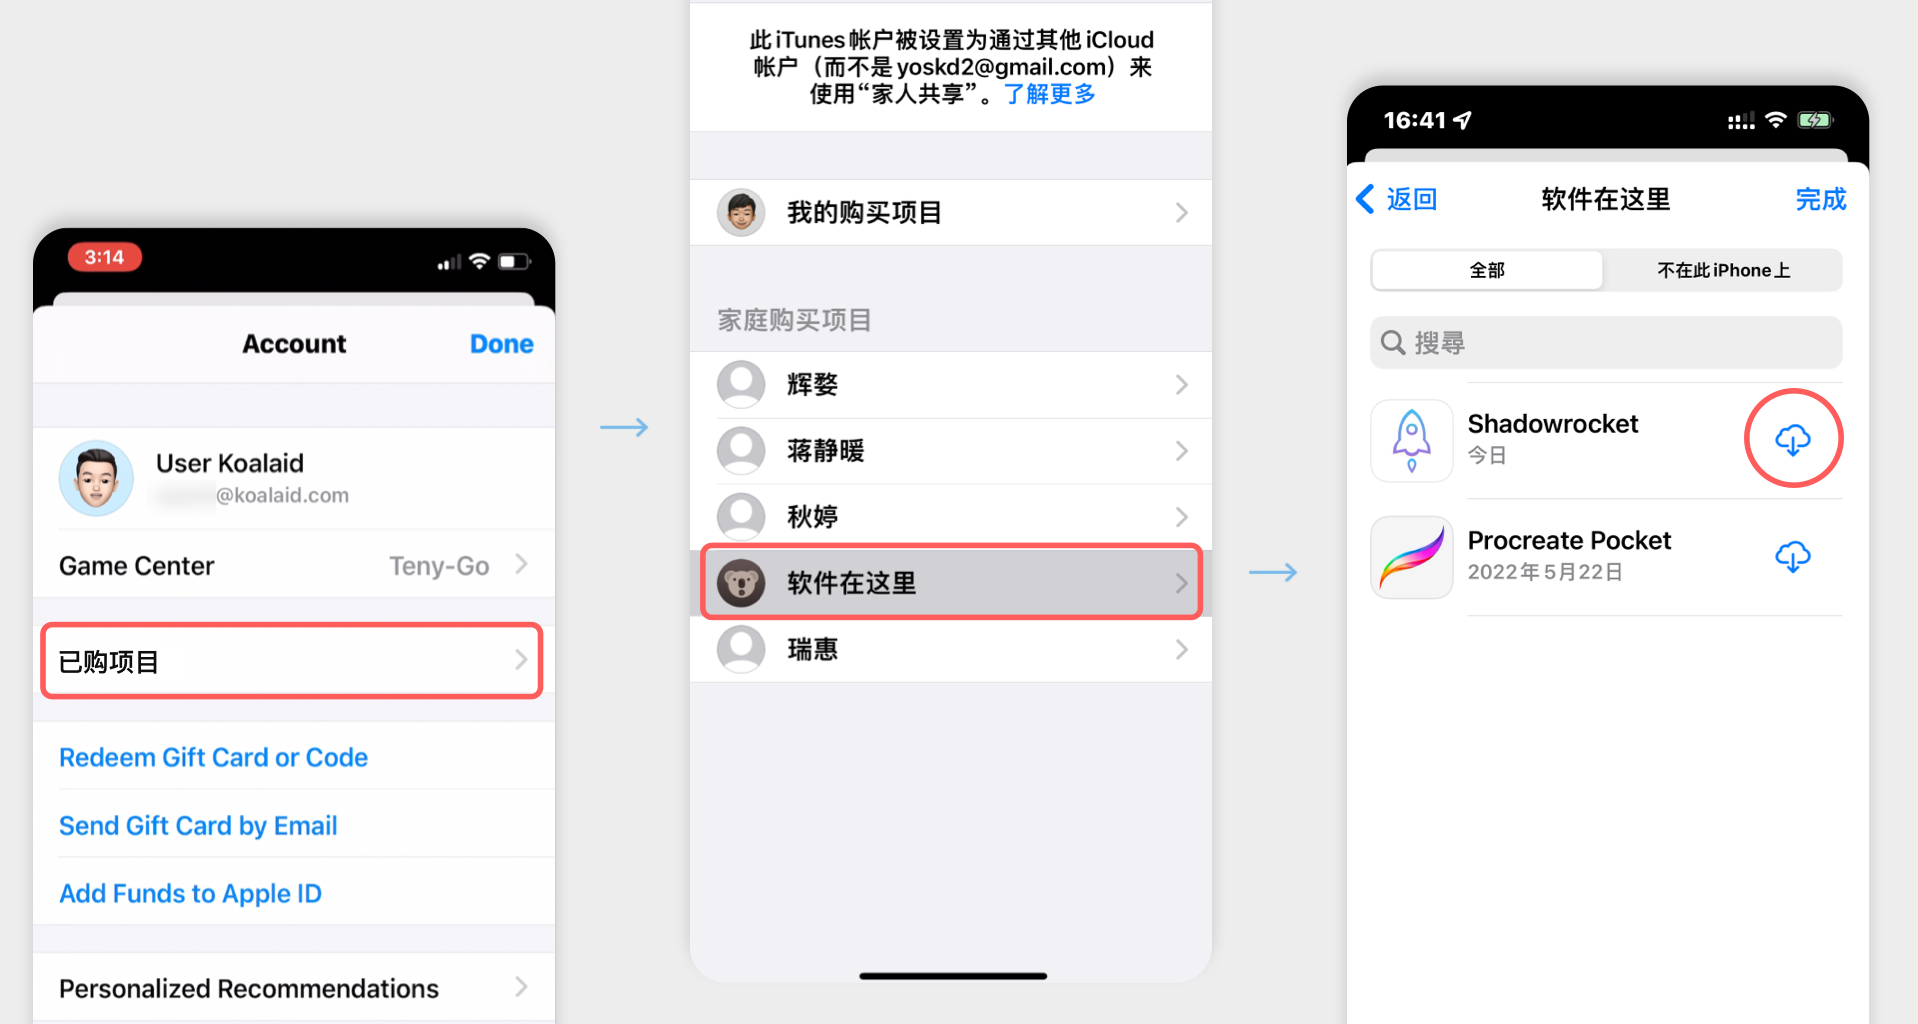 3:14
Account
Done
User Koalaid
@koalaid.com
Game Center
Teny-Go
已购项目
Redeem Gift Card or Code
Send Gift Card by Email
Add Funds to Apple ID
Personalized Recommendations
此 iTunes 帐户被设置为通过其他 iCloud
帐户（而不是 yoskd2@gmail.com）来
使用“家人共享”。了解更多
我的购买项目
家庭购买项目
辉婺
蒋静暖
秋婷
软件在这里
瑞惠
16:41
返回
软件在这里
完成
全部
不在此 iPhone 上
搜尋
Shadowrocket
今日
Procreate Pocket
2022年5月22日